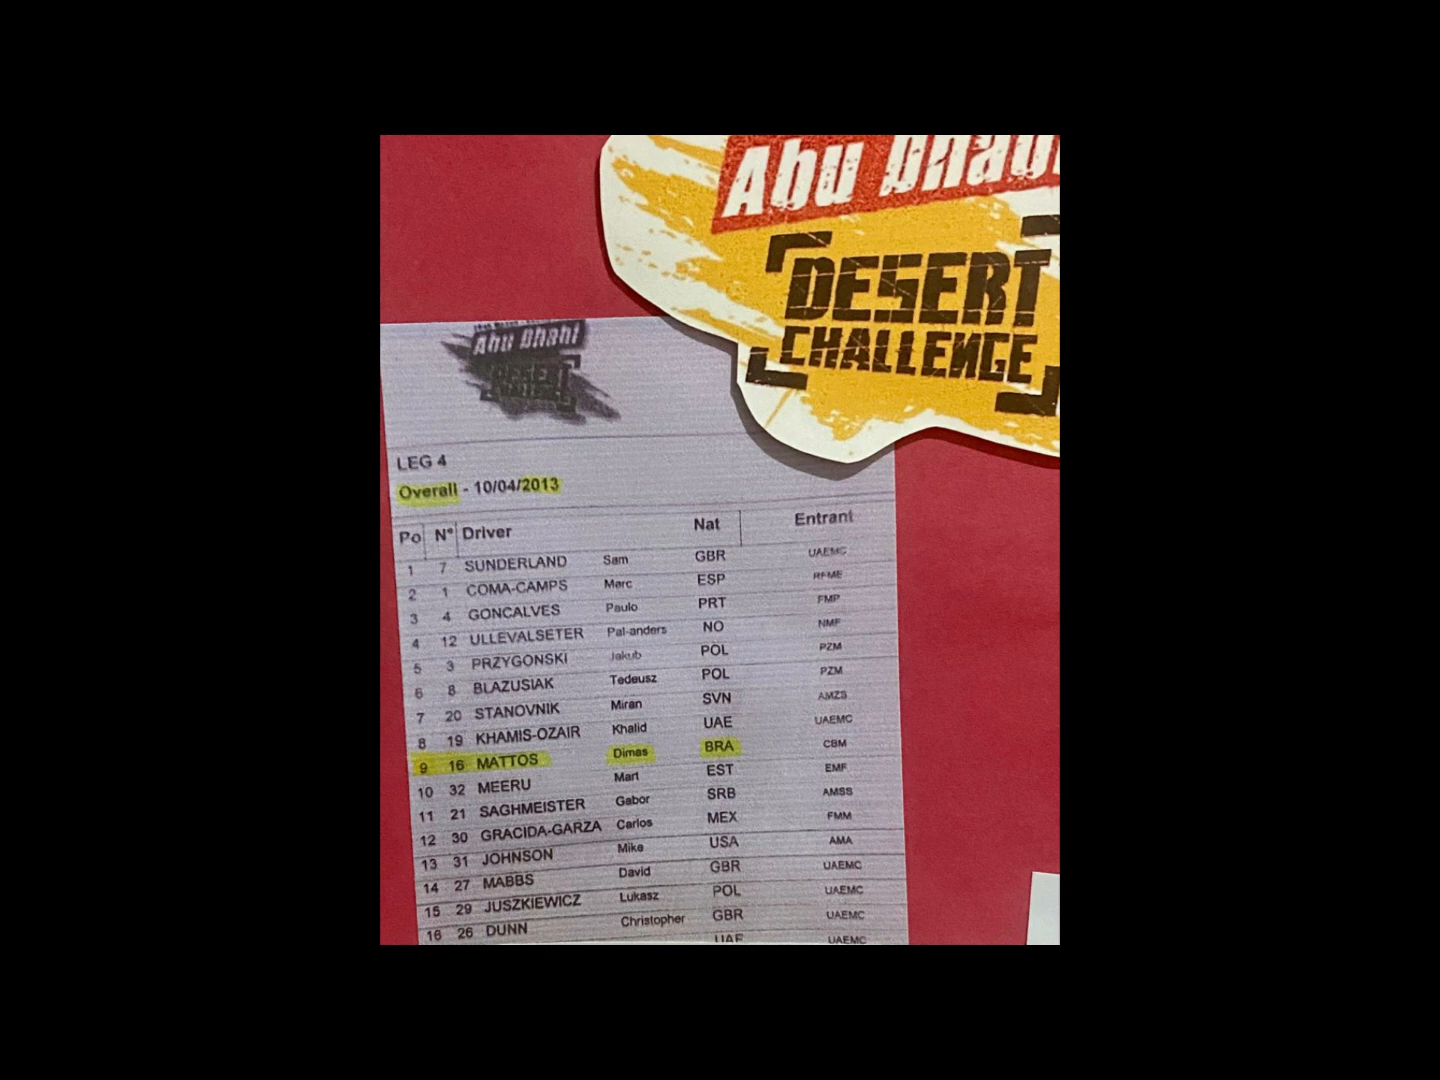 Abu Dhabi
DESERT
CHALLENGE
Abu Dhabi
DESERT
CHALLENGE
LEG 4
Overall - 10/04/2013
Po N° Driver Nat Entrant
1 7 SUNDERLAND Sam GBR UAEMC
2 1 COMA-CAMPS Marc ESP RFME
3 4 GONCALVES Paulo PRT FMP
4 12 ULLEVALSETER Pal-anders NO NMF
5 3 PRZYGONSKI Jakub POL PZM
6 8 BLAZUSIAK Tadeusz POL PZM
7 20 STANOVNIK Miran SVN AMZS
8 19 KHAMIS-OZAIR Khalid UAE UAEMC
9 16 MATTOS Dimas BRA CBM
10 32 MEERU Mart EST EMF
11 21 SAGHMEISTER Gabor SRB AMSS
12 30 GRACIDA-GARZA Carlos MEX FMM
13 31 JOHNSON Mike USA AMA
14 27 MABBS David GBR UAEMC
15 29 JUSZKIEWICZ Lukasz POL UAEMC
16 26 DUNN Christopher GBR UAEMC
UAE UAEMC